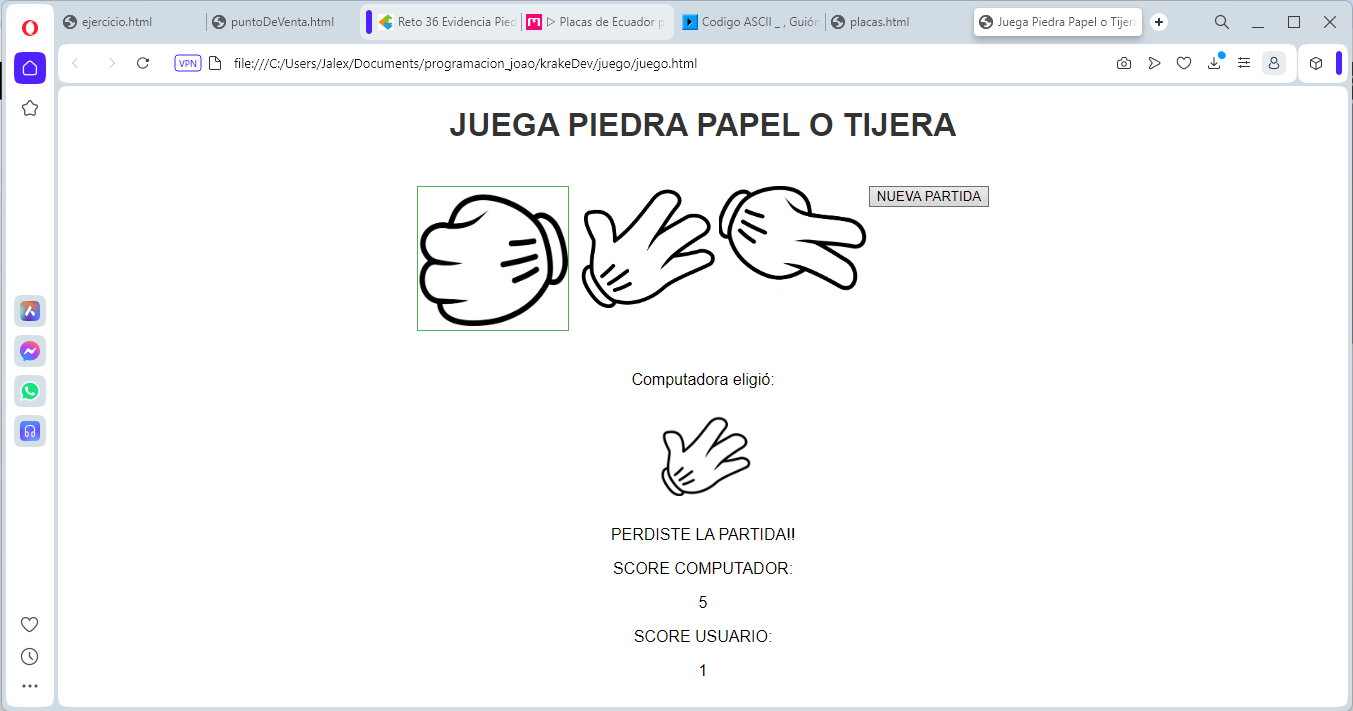 ejercicio.html
puntoDeVenta.html
Reto 36 Evidencia Pied
▷ Placas de Ecuador p
Codigo ASCII _ , Guión
placas.html
Juega Piedra Papel o Tijera
VPN
file:///C:/Users/Jalex/Documents/programacion_joao/krakeDev/juego/juego.html
JUEGA PIEDRA PAPEL O TIJERA
NUEVA PARTIDA
Computadora eligió:
PERDISTE LA PARTIDA!!
SCORE COMPUTADOR:
5
SCORE USUARIO:
1